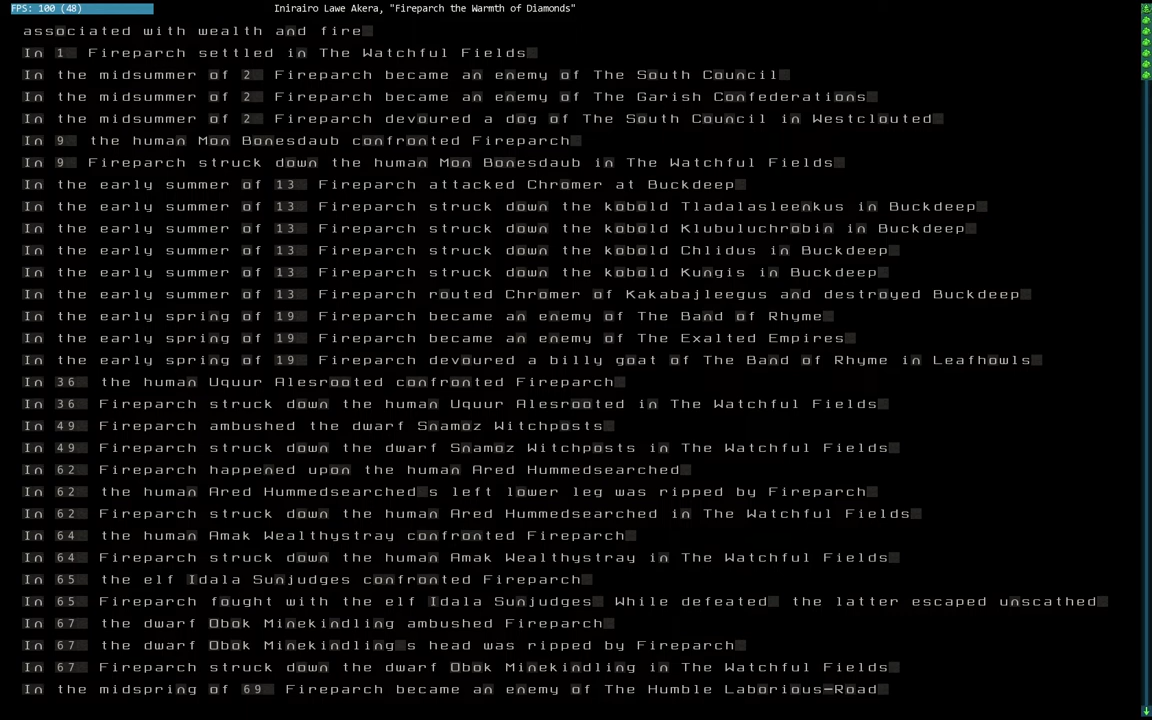 FPS: 100 (48)
Inirairo Lawe Akera, "Fireparch the Warmth of Diamonds"
associated with wealth and fire
In 1 Fireparch settled in The Watchful Fields
In the midsummer of 2 Fireparch became an enemy of The South Council
In the midsummer of 2 Fireparch became an enemy of The Garish Confederations
In the midsummer of 2 Fireparch devoured a dog of The South Council in Westclouted
In 9 the human Mon Bonesdaub confronted Fireparch
In 9 Fireparch struck down the human Mon Bonesdaub in The Watchful Fields
In the early summer of 13 Fireparch attacked Chromer at Buckdeep
In the early summer of 13 Fireparch struck down the kobold Tladalasleenkus in Buckdeep
In the early summer of 13 Fireparch struck down the kobold Klubuluchrobin in Buckdeep
In the early summer of 13 Fireparch struck down the kobold Chlidus in Buckdeep
In the early summer of 13 Fireparch struck down the kobold Kungis in Buckdeep
In the early summer of 13 Fireparch routed Chromer of Kakabajleegus and destroyed Buckdeep
In the early spring of 19 Fireparch became an enemy of The Band of Rhyme
In the early spring of 19 Fireparch became an enemy of The Exalted Empires
In the early spring of 19 Fireparch devoured a billy goat of The Band of Rhyme in Leafhowls
In 36 the human Uquur Alesrooted confronted Fireparch
In 36 Fireparch struck down the human Uquur Alesrooted in The Watchful Fields
In 49 Fireparch ambushed the dwarf Snamoz Witchposts
In 49 Fireparch struck down the dwarf Snamoz Witchposts in The Watchful Fields
In 62 Fireparch happened upon the human Ared Hummedsearched
In 62 the human Ared Hummedsearched s left lower leg was ripped by Fireparch
In 62 Fireparch struck down the human Ared Hummedsearched in The Watchful Fields
In 64 the human Amak Wealthystray confronted Fireparch
In 64 Fireparch struck down the human Amak Wealthystray in The Watchful Fields
In 65 the elf Idala Sunjudges confronted Fireparch
In 65 Fireparch fought with the elf Idala Sunjudges While defeated the latter escaped unscathed
In 67 the dwarf Obok Minekindling ambushed Fireparch
In 67 the dwarf Obok Minekindling s head was ripped by Fireparch
In 67 Fireparch struck down the dwarf Obok Minekindling in The Watchful Fields
In the midspring of 69 Fireparch became an enemy of The Humble Laborious-Road